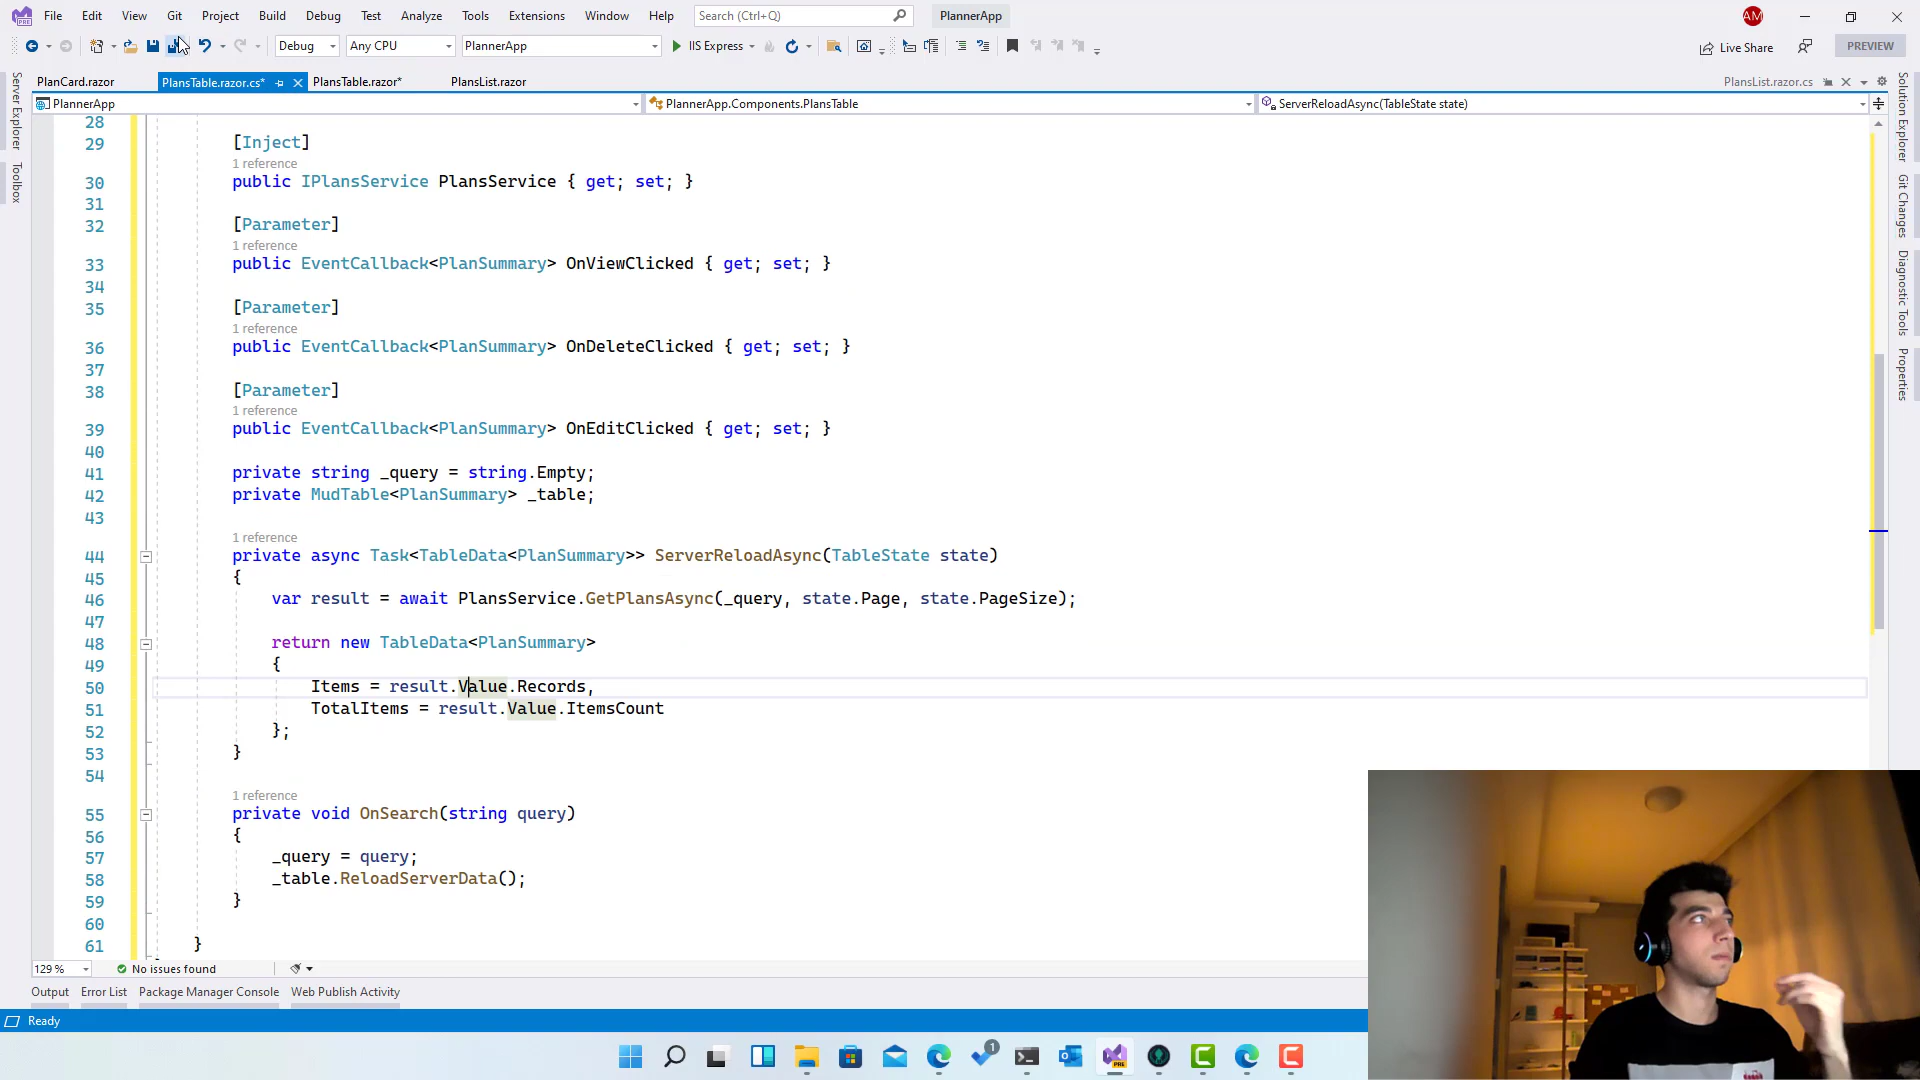 File Edit View Git Project Build Debug Test Analyze Tools Extensions Window Help Search (Ctrl+Q) PlannerApp AM
Debug Any CPU PlannerApp IIS Express Live Share PREVIEW
PlanCard.razor PlansTable.razor.cs* PlansTable.razor* PlansList.razor PlansList.razor.cs
PlannerApp PlannerApp.Components.PlansTable ServerReloadAsync(TableState state)
Server Explorer
Toolbox
Solution Explorer
Git Changes
Diagnostic Tools
Properties
28
29 [Inject]
1 reference
30 public IPlansService PlansService { get; set; }
31
32 [Parameter]
1 reference
33 public EventCallback<PlanSummary> OnViewClicked { get; set; }
34
35 [Parameter]
1 reference
36 public EventCallback<PlanSummary> OnDeleteClicked { get; set; }
37
38 [Parameter]
1 reference
39 public EventCallback<PlanSummary> OnEditClicked { get; set; }
40
41 private string _query = string.Empty;
42 private MudTable<PlanSummary> _table;
43
1 reference
44 private async Task<TableData<PlanSummary>> ServerReloadAsync(TableState state)
45 {
46 var result = await PlansService.GetPlansAsync(_query, state.Page, state.PageSize);
47
48 return new TableData<PlanSummary>
49 {
50 Items = result.Value.Records,
51 TotalItems = result.Value.ItemsCount
52 };
53 }
54
1 reference
55 private void OnSearch(string query)
56 {
57 _query = query;
58 _table.ReloadServerData();
59 }
60
61 }
129 % No issues found
Output Error List Package Manager Console Web Publish Activity
Ready
1